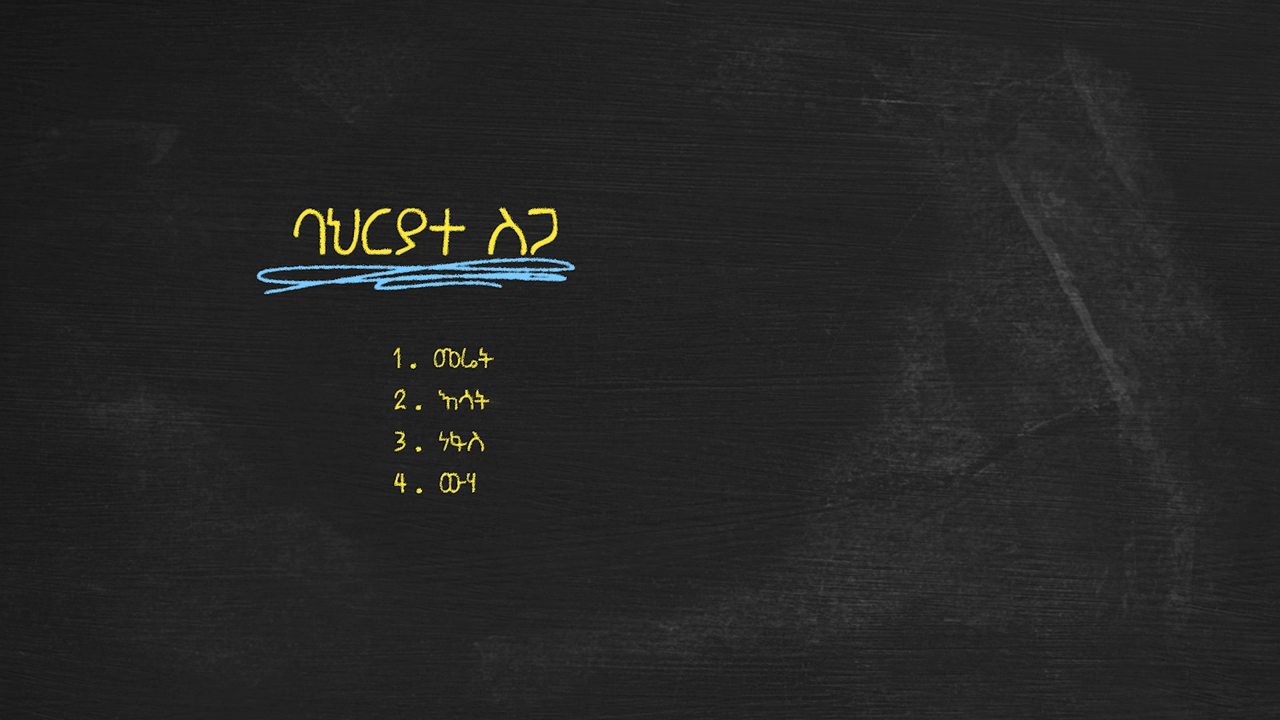 ባህርያተ ስጋ
1. መሬት
2. እሳት
3. ነፋስ
4. ውሃ